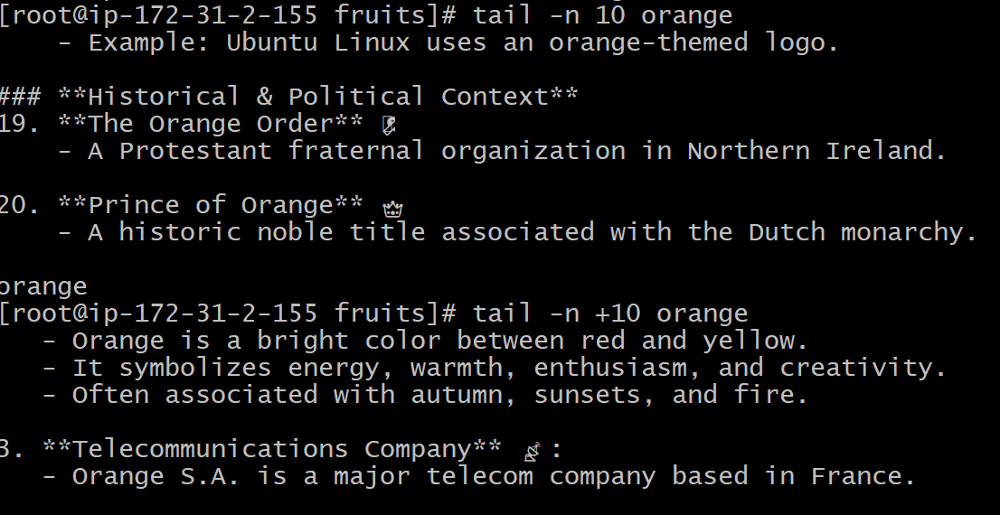 [root@ip-172-31-2-155 fruits]# tail -n 10 orange
- Example: Ubuntu Linux uses an orange-themed logo.
### **Historical & Political Context**
19. **The Orange Order**
- A Protestant fraternal organization in Northern Ireland.
20. **Prince of Orange** 👑
- A historic noble title associated with the Dutch monarchy.
orange
[root@ip-172-31-2-155 fruits]# tail -n +10 orange
- Orange is a bright color between red and yellow.
- It symbolizes energy, warmth, enthusiasm, and creativity.
- Often associated with autumn, sunsets, and fire.
3. **Telecommunications Company** 📡:
- Orange S.A. is a major telecom company based in France.